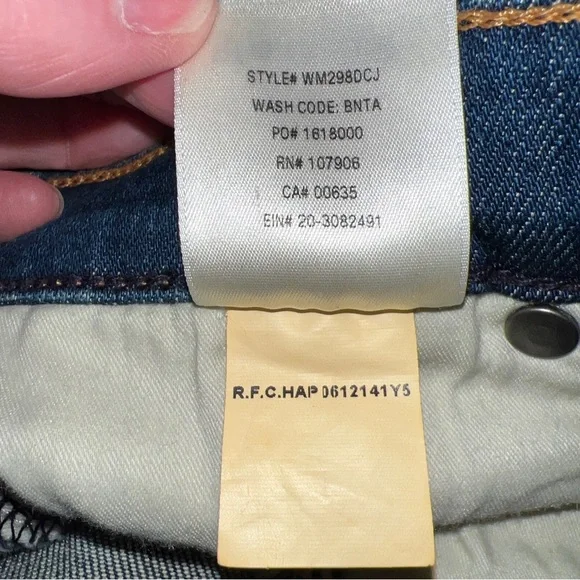 STYLE# WM298DCJ
WASH CODE: BNTA
PO# 1618000
RN# 107906
CA# 00635
EIN# 20-3082491
R.F.C.HAP 0612141Y5